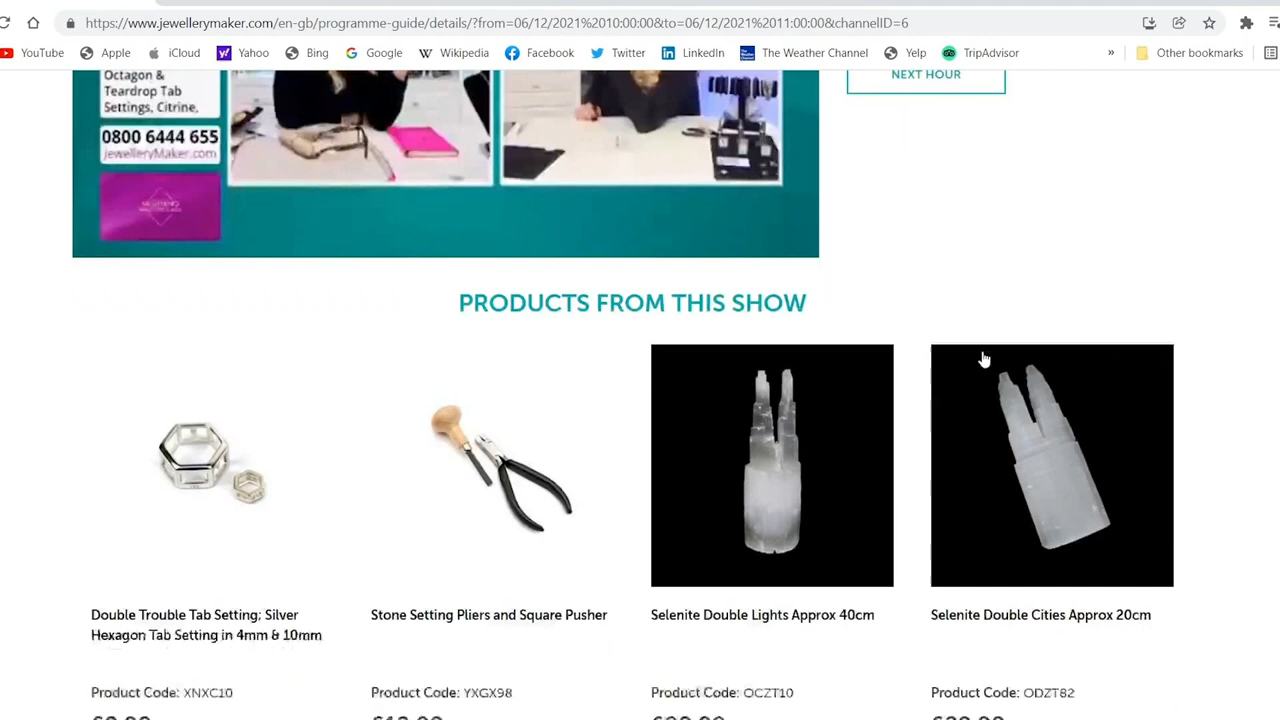 https://www.jewellerymaker.com/en-gb/programme-guide/details/?from=06/12/2021%2010:00:00&to=06/12/2021%2011:00:00&channelID=6
YouTube Apple iCloud Yahoo Bing Google Wikipedia Facebook Twitter LinkedIn The Weather Channel Yelp TripAdvisor » Other bookmarks
Octagon &
Teardrop Tab
Settings, Citrine,
0800 6444 655
jewelleryMaker.com
NEXT HOUR
PRODUCTS FROM THIS SHOW
Double Trouble Tab Setting; Silver
Hexagon Tab Setting in 4mm & 10mm
Product Code: XNXC10
Stone Setting Pliers and Square Pusher
Product Code: YXGX98
Selenite Double Lights Approx 40cm
Product Code: OCZT10
Selenite Double Cities Approx 20cm
Product Code: ODZT82